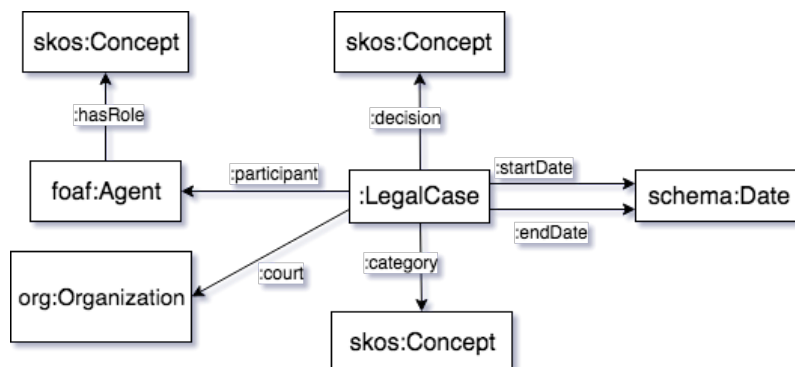 skos:Concept
skos:Concept
:hasRole
:decision
foaf:Agent
:participant
:LegalCase
:startDate
schema:Date
:endDate
org:Organization
:court
:category
skos:Concept